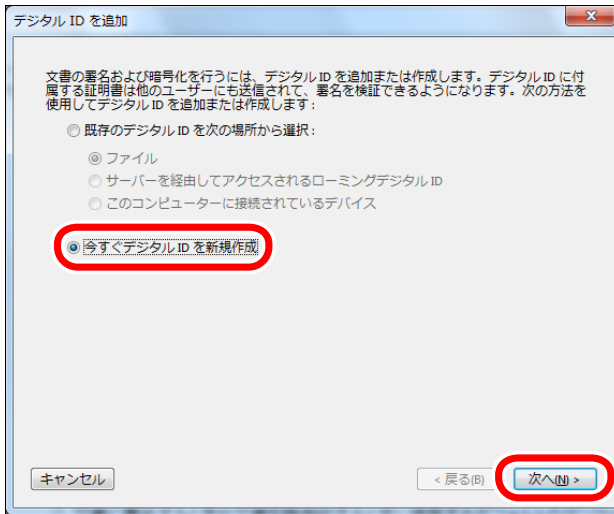 デジタル ID を追加
文書の署名および暗号化を行うには、デジタル ID を追加または作成します。デジタル ID に付
属する証明書は他のユーザーにも送信されて、署名を検証できるようになります。次の方法を
使用してデジタル ID を追加または作成します:
既存のデジタル ID を次の場所から選択:
ファイル
サーバーを経由してアクセスされるローミングデジタル ID
このコンピューターに接続されているデバイス
今すぐデジタル ID を新規作成
キャンセル
< 戻る(B)
次へ(N) >